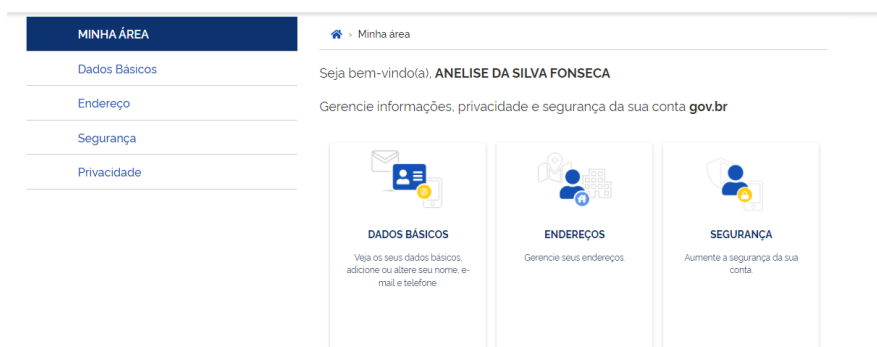 MINHA ÁREA
Dados Básicos
Endereço
Segurança
Privacidade
Minha área
Seja bem-vindo(a), ANELISE DA SILVA FONSECA
Gerencie informações, privacidade e segurança da sua conta gov.br
DADOS BÁSICOS
Veja os seus dados básicos,
adicione ou altere seu nome, e-
mail e telefone.
ENDEREÇOS
Gerencie seus endereços.
SEGURANÇA
Aumente a segurança da sua
conta.